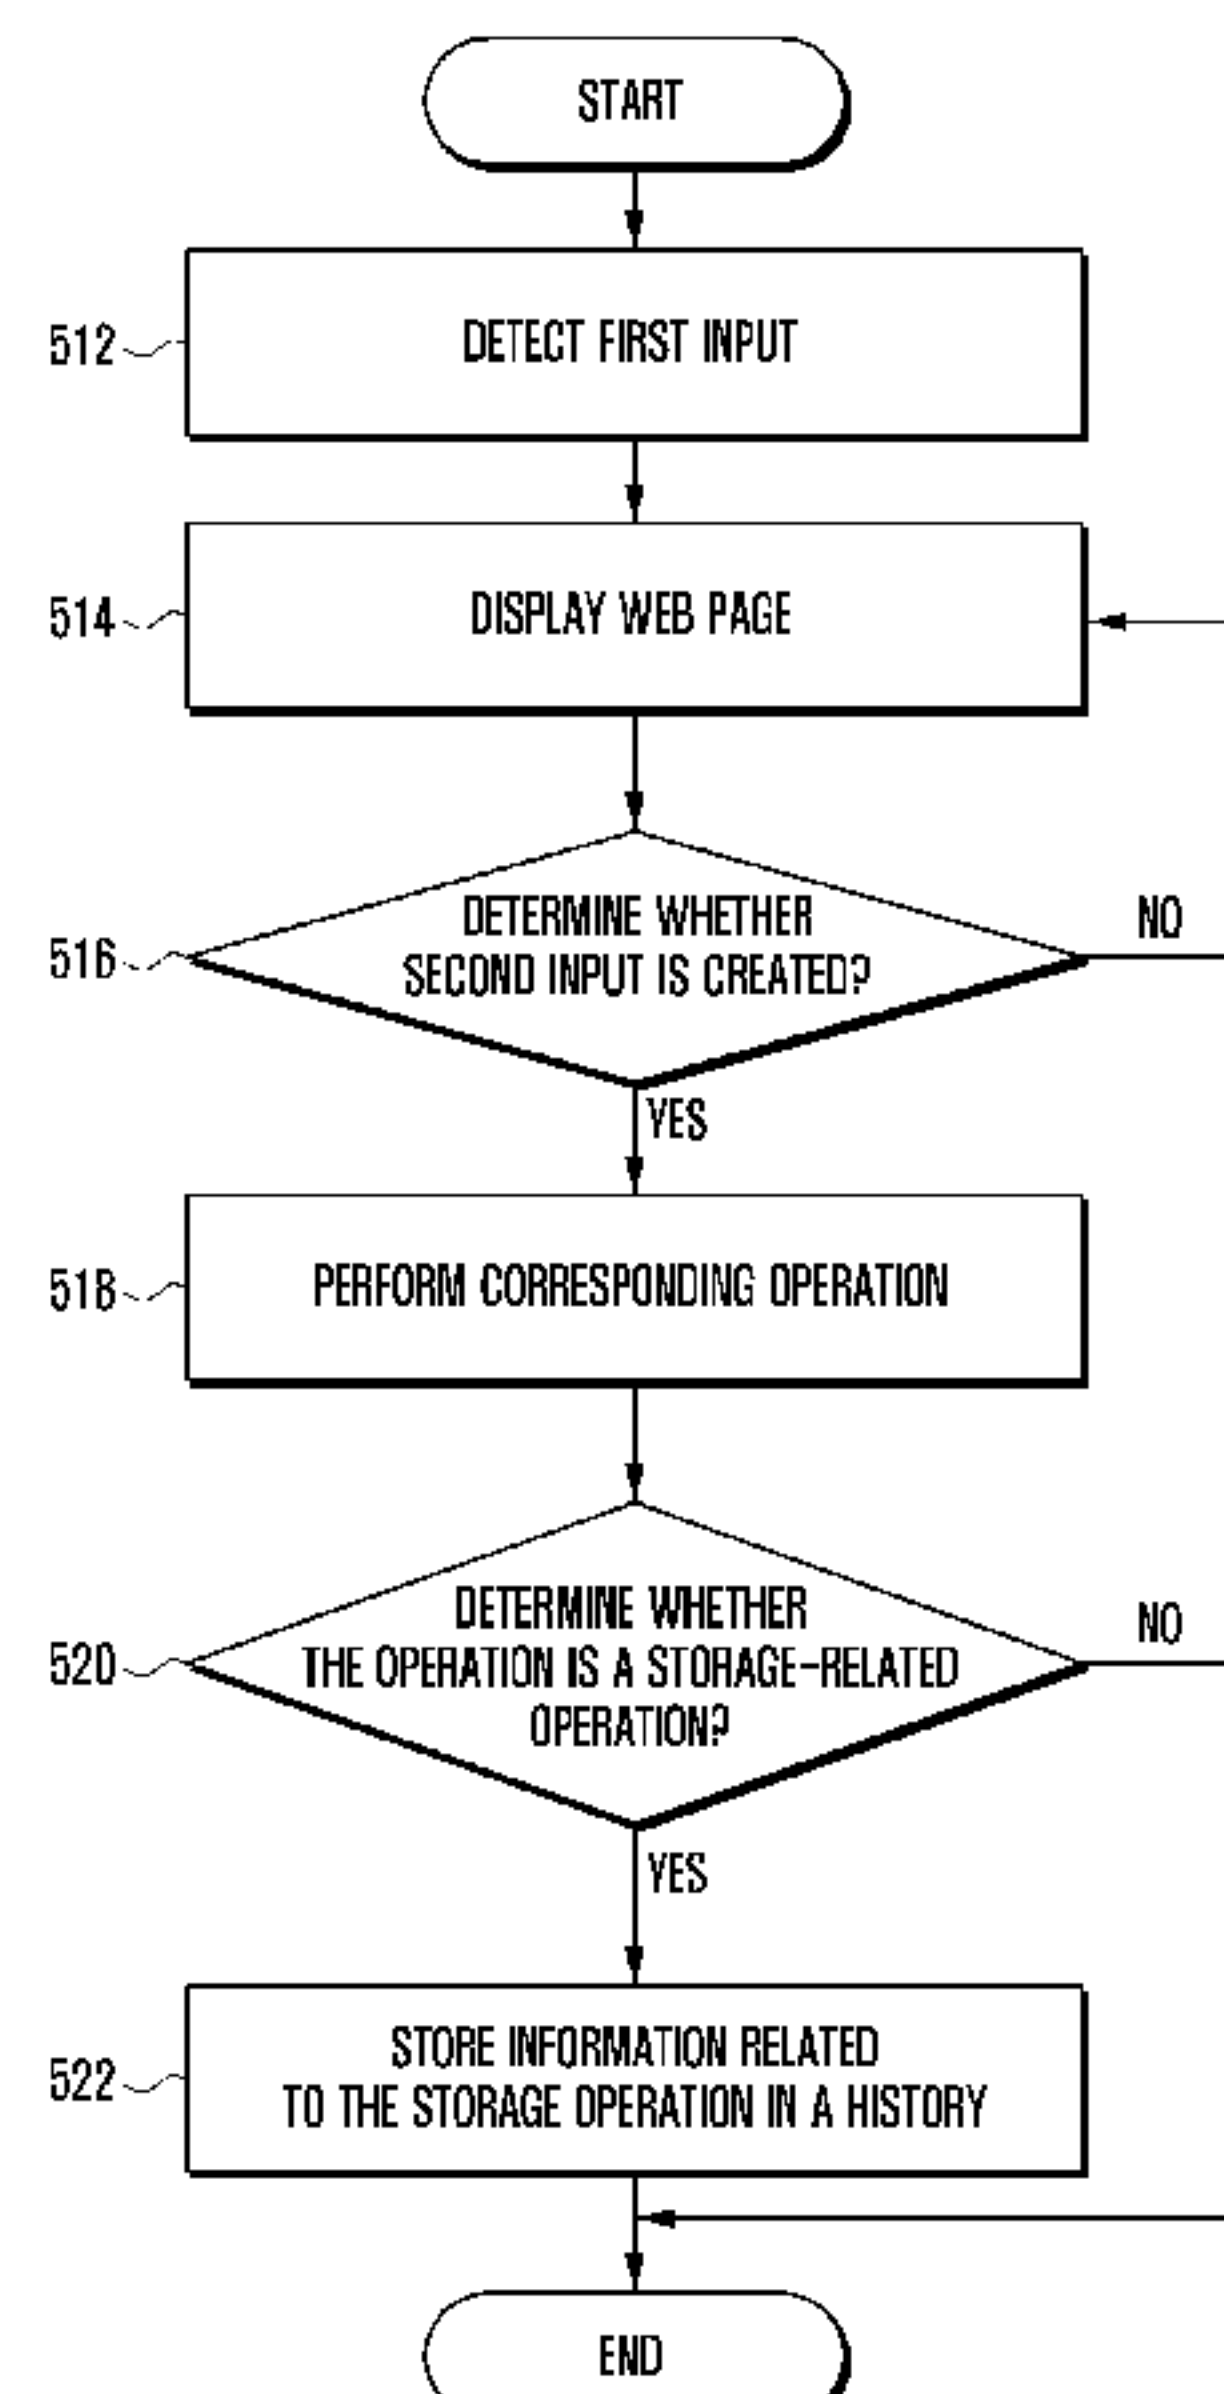 START
512
DETECT FIRST INPUT
514
DISPLAY WEB PAGE
516
DETERMINE WHETHER
SECOND INPUT IS CREATED?
NO
YES
518
PERFORM CORRESPONDING OPERATION
520
DETERMINE WHETHER
THE OPERATION IS A STORAGE-RELATED
OPERATION?
NO
YES
522
STORE INFORMATION RELATED
TO THE STORAGE OPERATION IN A HISTORY
END